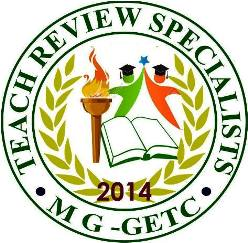 TEACH REVIEW SPECIALISTS
2014
• M G -GETC •